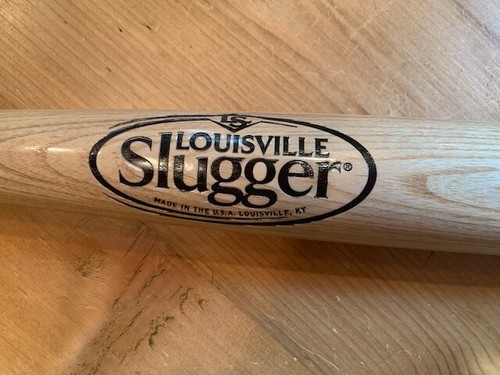 LS
LOUISVILLE
Slugger®
MADE IN THE U.S.A. LOUISVILLE, KY